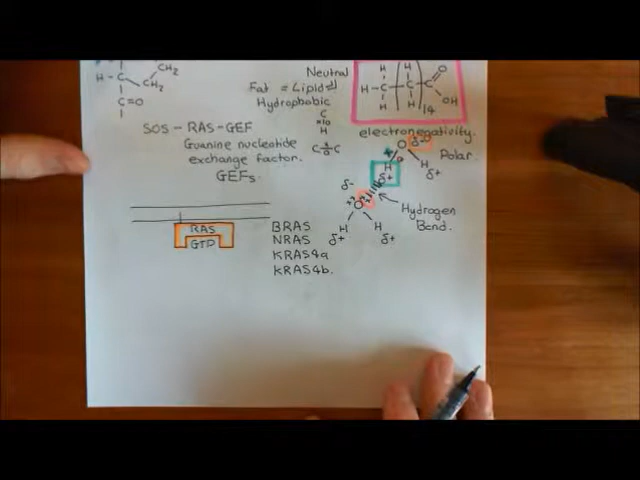 CH₂
H - C
CH₂
C=O
Neutral
Fat = Lipid
Hydrophobic
C
H
C C
H H
H-C C O
H H OH
14
SOS - RAS - GEF
Guanine nucleotide
exchange factor.
GEFs.
electronegativity.
O δ-
Polar.
H
H δ+
δ+
δ-
O
H H
δ+ δ+
Hydrogen
Bond.
RAS
GTP
BRAS
NRAS
KRAS4a
KRAS4b.